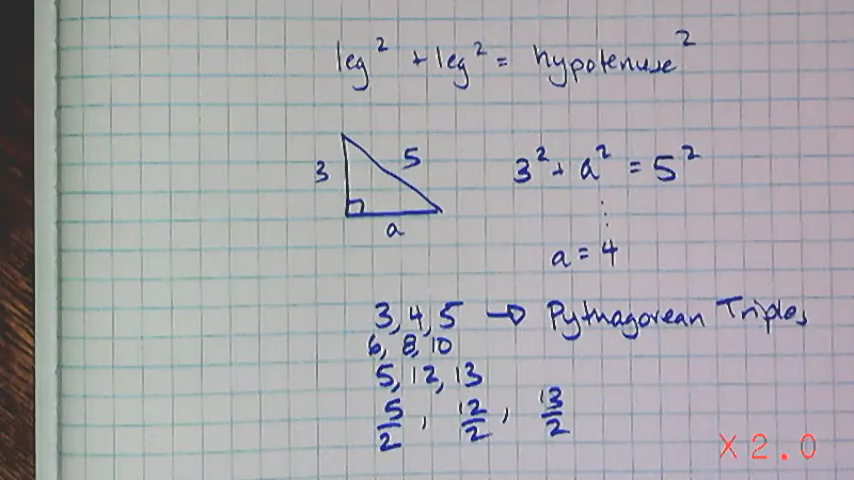 leg² + leg² = hypotenuse²
3
5
a
3² + a² = 5²
⋮
a = 4
3, 4, 5 → Pythagorean Triples
6, 8, 10
5, 12, 13
5/2, 12/2, 13/2
X2.0